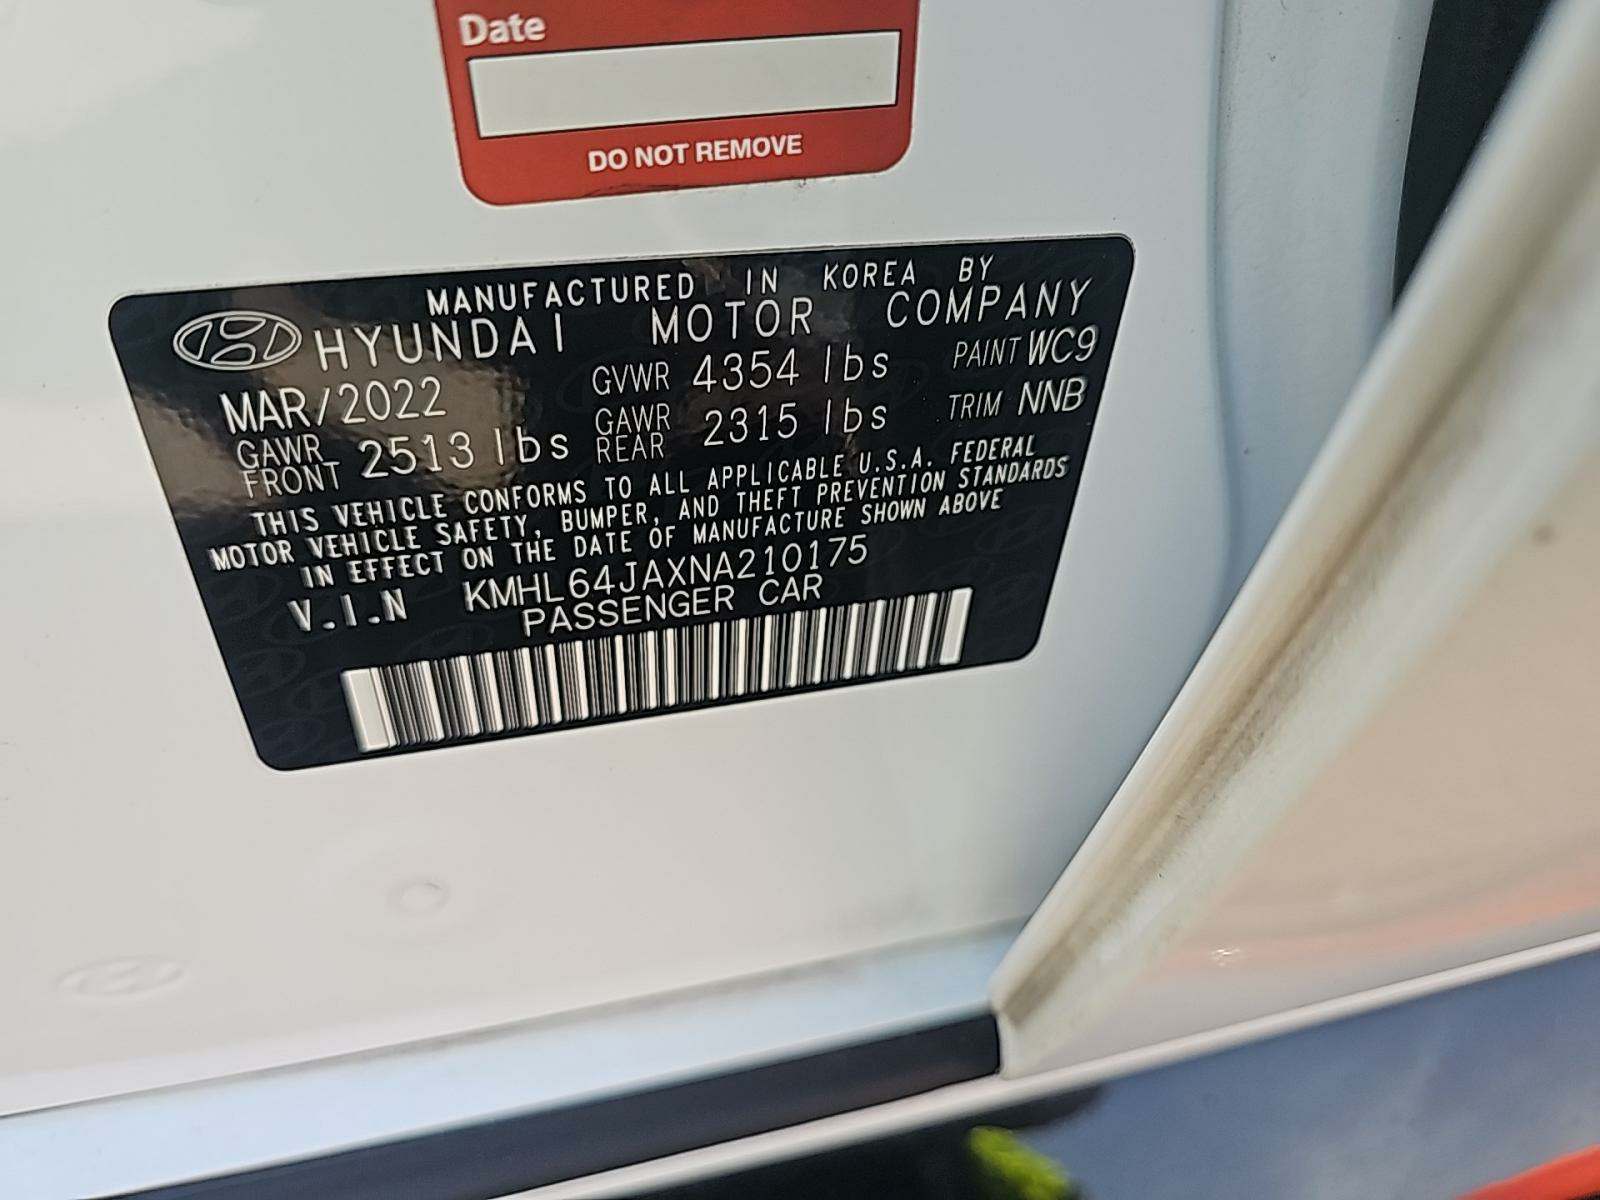 Date
DO NOT REMOVE
MANUFACTURED IN KOREA BY
HYUNDAI MOTOR COMPANY
MAR/2022 GVWR 4354 lbs PAINT WC9
GAWR FRONT 2513 lbs GAWR REAR 2315 lbs TRIM NNB
THIS VEHICLE CONFORMS TO ALL APPLICABLE U.S.A. FEDERAL
MOTOR VEHICLE SAFETY, BUMPER, AND THEFT PREVENTION STANDARDS
IN EFFECT ON THE DATE OF MANUFACTURE SHOWN ABOVE
V.I.N KMHL64JAXNA210175
PASSENGER CAR